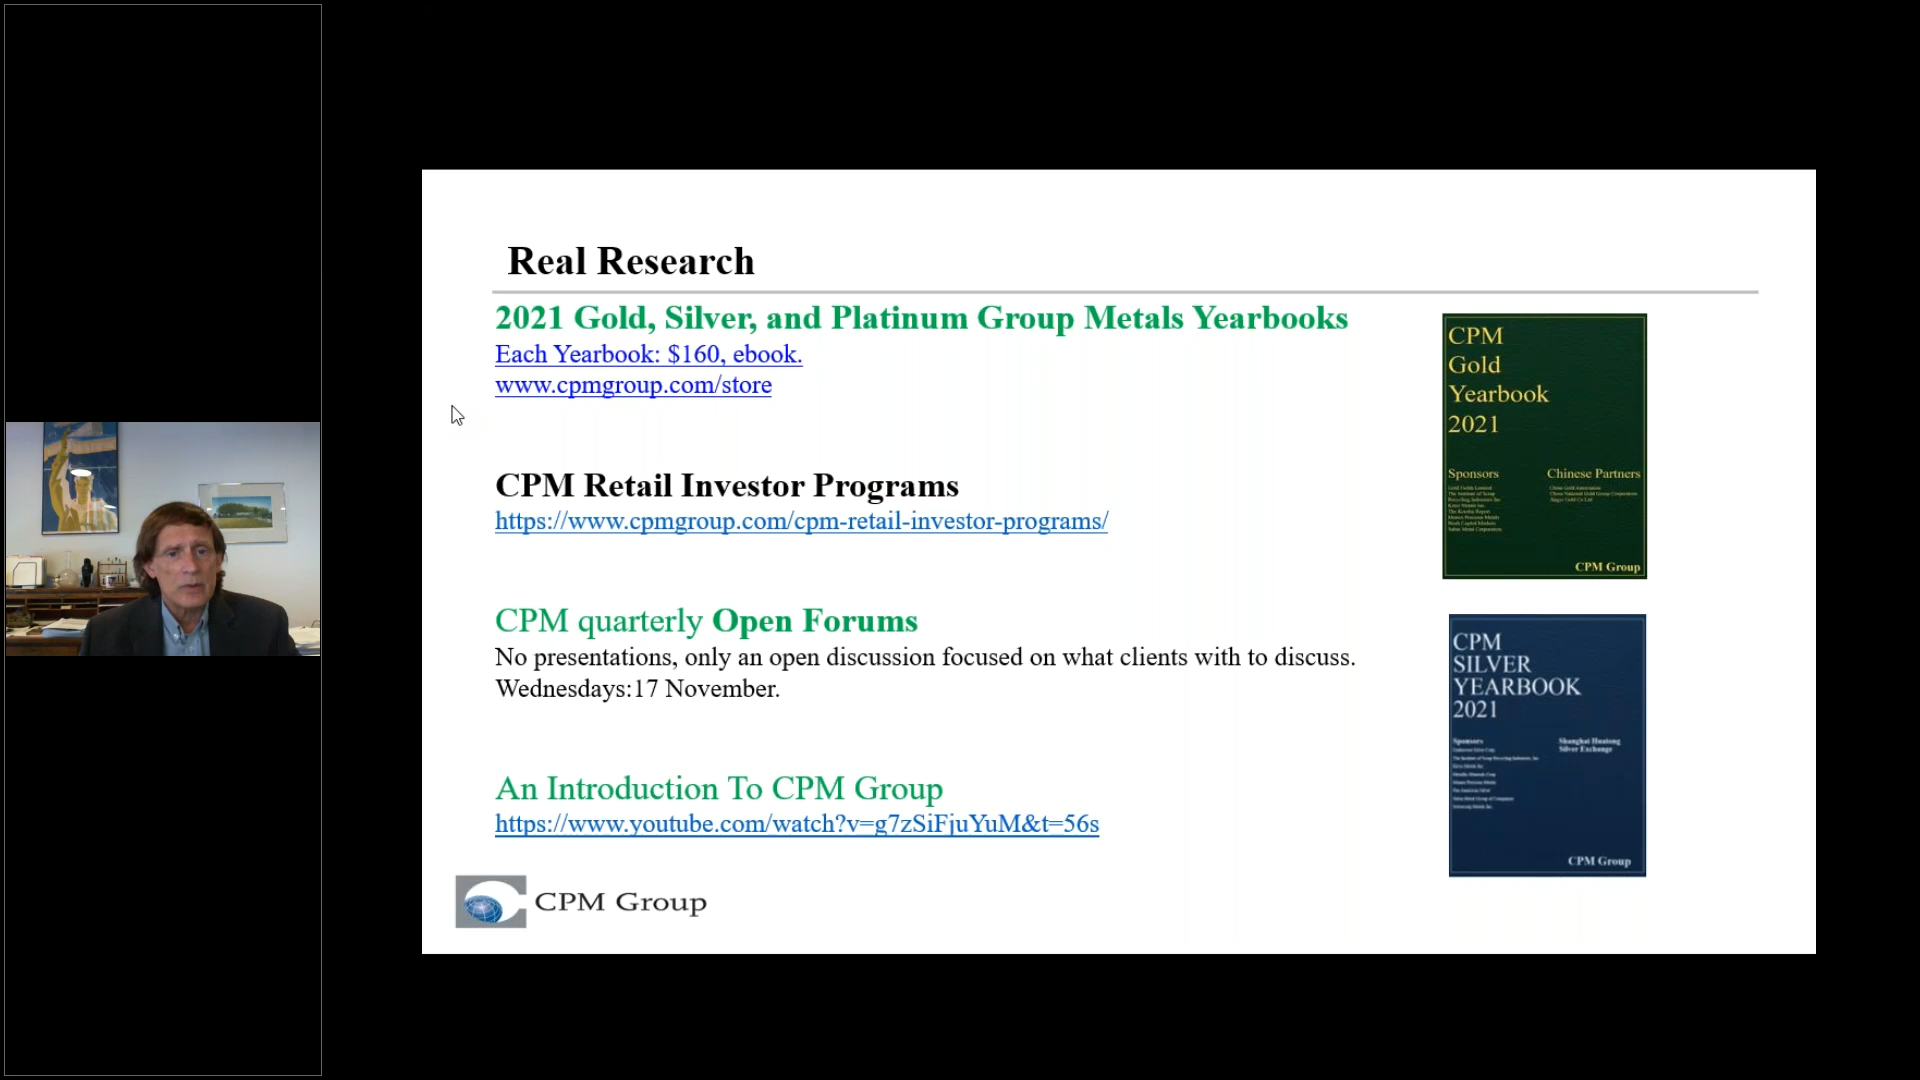 Real Research
2021 Gold, Silver, and Platinum Group Metals Yearbooks
Each Yearbook: $160, ebook.
www.cpmgroup.com/store
CPM Retail Investor Programs
https://www.cpmgroup.com/cpm-retail-investor-programs/
CPM quarterly Open Forums
No presentations, only an open discussion focused on what clients with to discuss.
Wednesdays:17 November.
An Introduction To CPM Group
https://www.youtube.com/watch?v=g7zSiFjuYuM&t=56s
CPM Group
CPM
Gold
Yearbook
2021
Sponsors
Chinese Partners
CPM Group
CPM
SILVER
YEARBOOK
2021
Sponsors
Shanghai Huatong
Silver Exchange
CPM Group